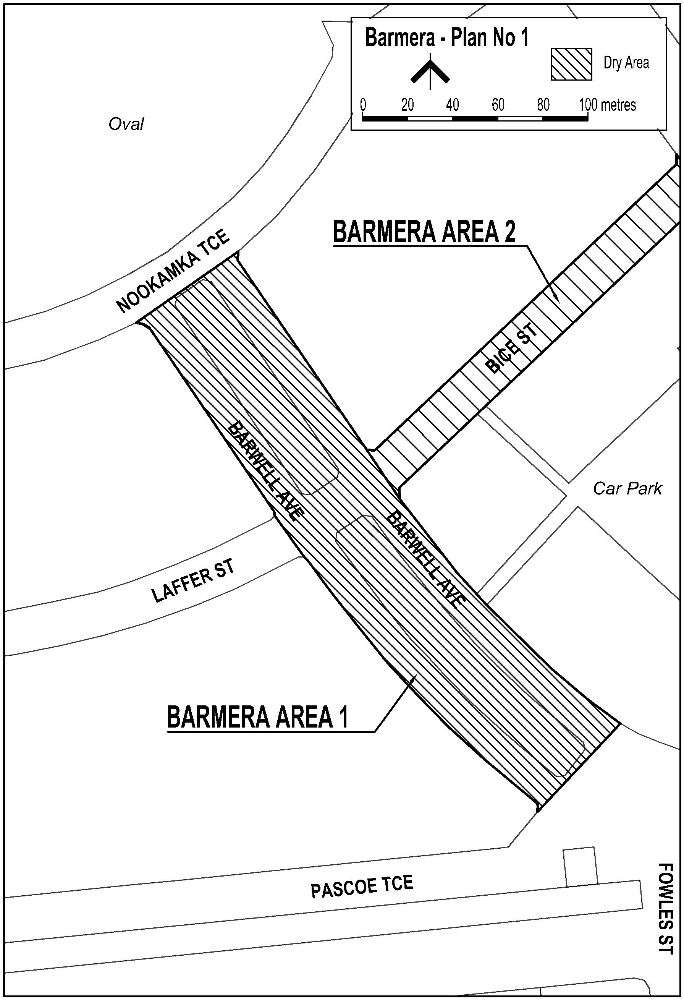 Barmera - Plan No 1
Dry Area
0 20 40 60 80 100 metres
Oval
BARMERA AREA 2
NOOKAMKA TCE
BICE ST
BARWELL AVE
Car Park
BARWELL AVE
LAFFER ST
BARMERA AREA 1
PASCOE TCE
FOWLES ST